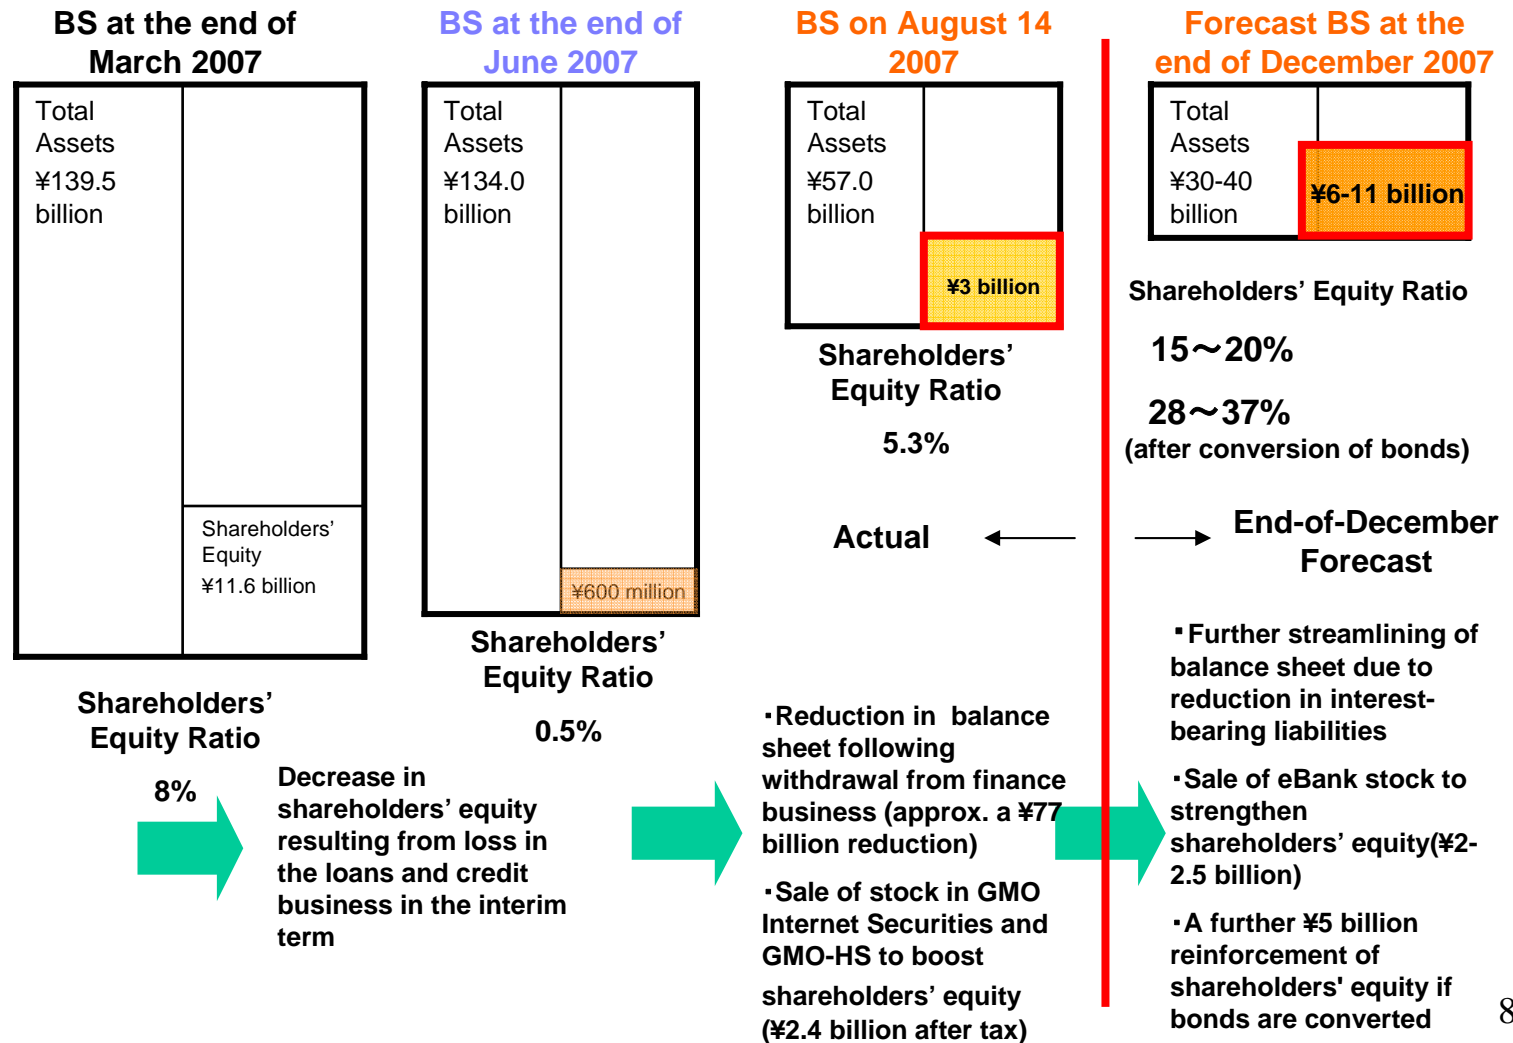 BS at the end of
March 2007
Total
Assets
¥139.5
billion
Shareholders’
Equity
¥11.6 billion
Shareholders’
Equity Ratio
8%
Decrease in
shareholders’ equity
resulting from loss in
the loans and credit
business in the interim
term
BS at the end of
June 2007
Total
Assets
¥134.0
billion
¥600 million
Shareholders’
Equity Ratio
0.5%
BS on August 14
2007
Total
Assets
¥57.0
billion
¥3 billion
Shareholders’
Equity Ratio
5.3%
Actual
▪Reduction in balance
sheet following
withdrawal from finance
business (approx. a ¥77
billion reduction)
▪Sale of stock in GMO
Internet Securities and
GMO-HS to boost
shareholders’ equity
(¥2.4 billion after tax)
Forecast BS at the
end of December 2007
Total
Assets
¥30-40
billion
¥6-11 billion
Shareholders’ Equity Ratio
15～20%
28～37%
(after conversion of bonds)
End-of-December
Forecast
▪Further streamlining of
balance sheet due to
reduction in interest-
bearing liabilities
▪Sale of eBank stock to
strengthen
shareholders’ equity(¥2-
2.5 billion)
▪A further ¥5 billion
reinforcement of
shareholders' equity if
bonds are converted
8